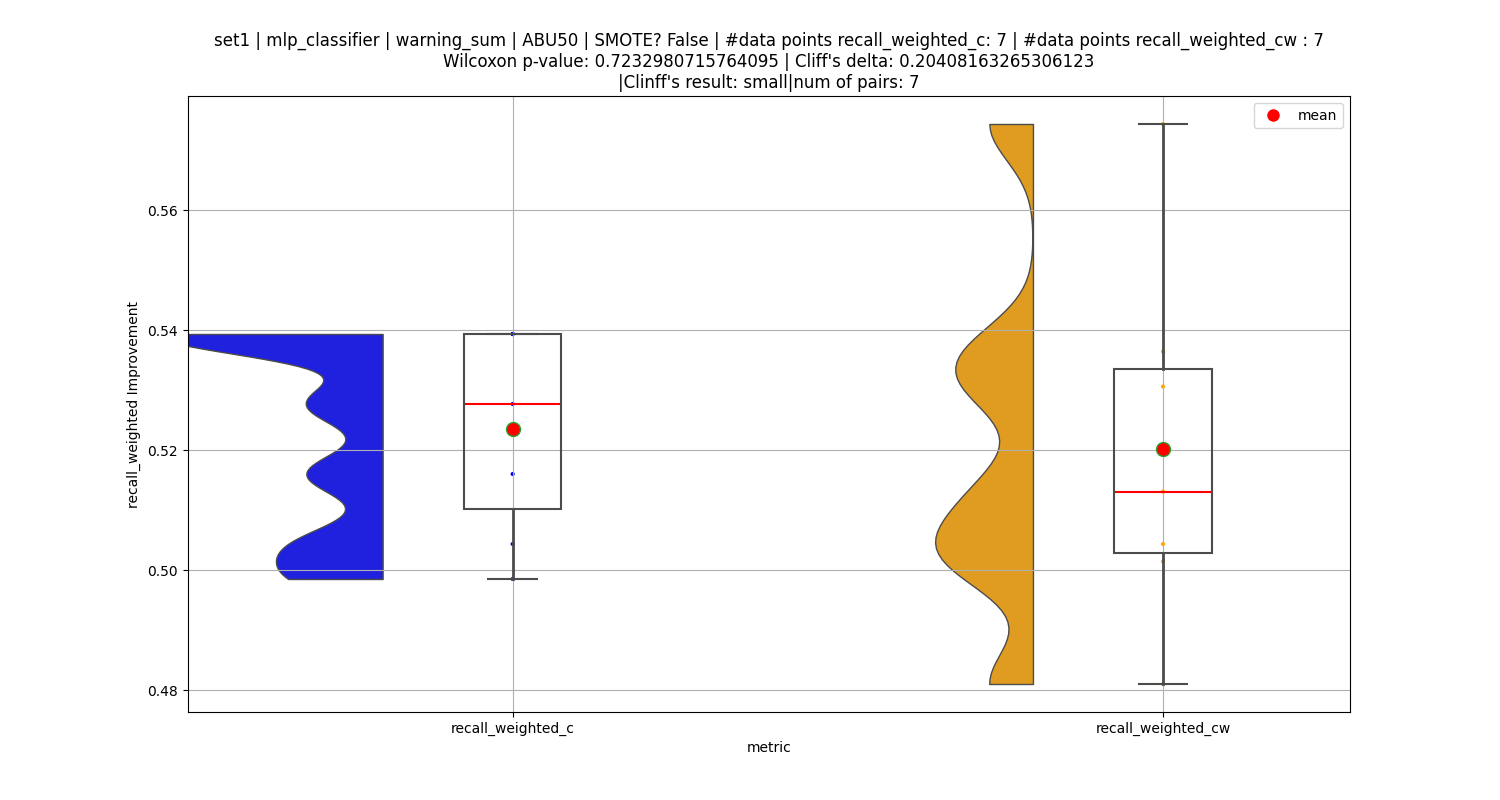 set1 | mlp_classifier | warning_sum | ABU50 | SMOTE? False | #data points recall_weighted_c: 7 | #data points recall_weighted_cw : 7
Wilcoxon p-value: 0.7232980715764095 | Cliff's delta: 0.20408163265306123
|Clinff's result: small|num of pairs: 7
mean
0.56
0.54
0.52
0.50
0.48
recall_weighted Improvement
recall_weighted_c
recall_weighted_cw
metric